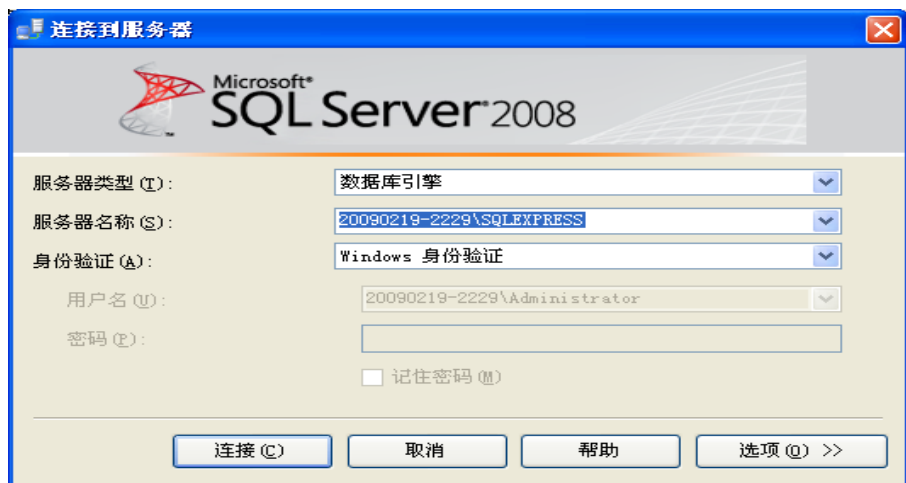 连接到服务器
Microsoft®
SQL Server® 2008
服务器类型(T): 数据库引擎
服务器名称(S): 20090219-2229\SQLEXPRESS
身份验证(A): Windows 身份验证
用户名(U): 20090219-2229\Administrator
密码(P):
记住密码(M)
连接(C) 取消 帮助 选项(O) >>